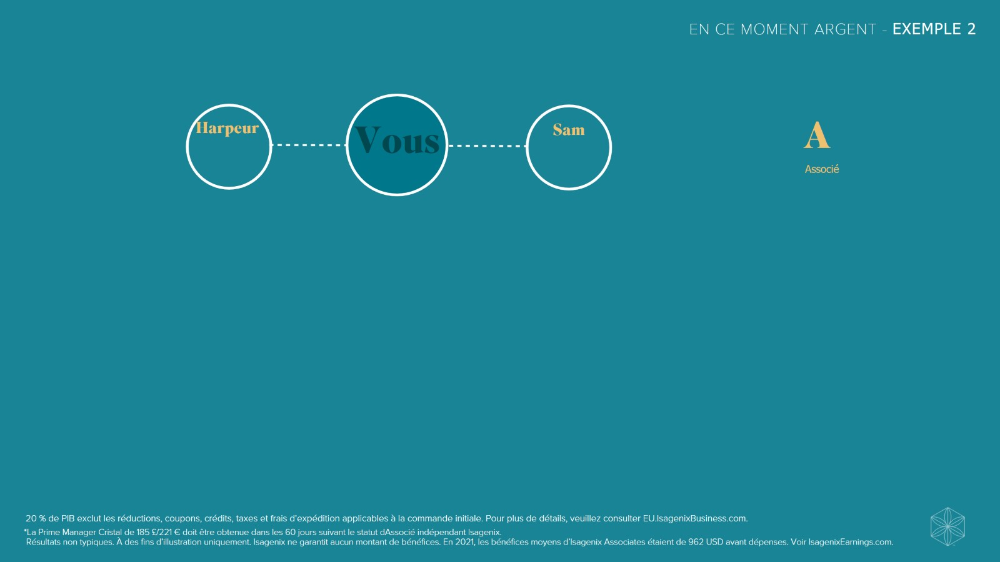 EN CE MOMENT ARGENT - EXEMPLE 2
Harpeur
Vous
Sam
A
Associé
20 % de PIB exclut les réductions, coupons, crédits, taxes et frais d'expédition applicables à la commande initiale. Pour plus de détails, veuillez consulter EU.IsagenixBusiness.com.
*La Prime Manager Cristal de 185 £/221 € doit être obtenue dans les 60 jours suivant le statut dAssocié indépendant Isagenix.
Résultats non typiques. À des fins d'illustration uniquement. Isagenix ne garantit aucun montant de bénéfices. En 2021, les bénéfices moyens d'Isagenix Associates étaient de 962 USD avant dépenses. Voir IsagenixEarnings.com.